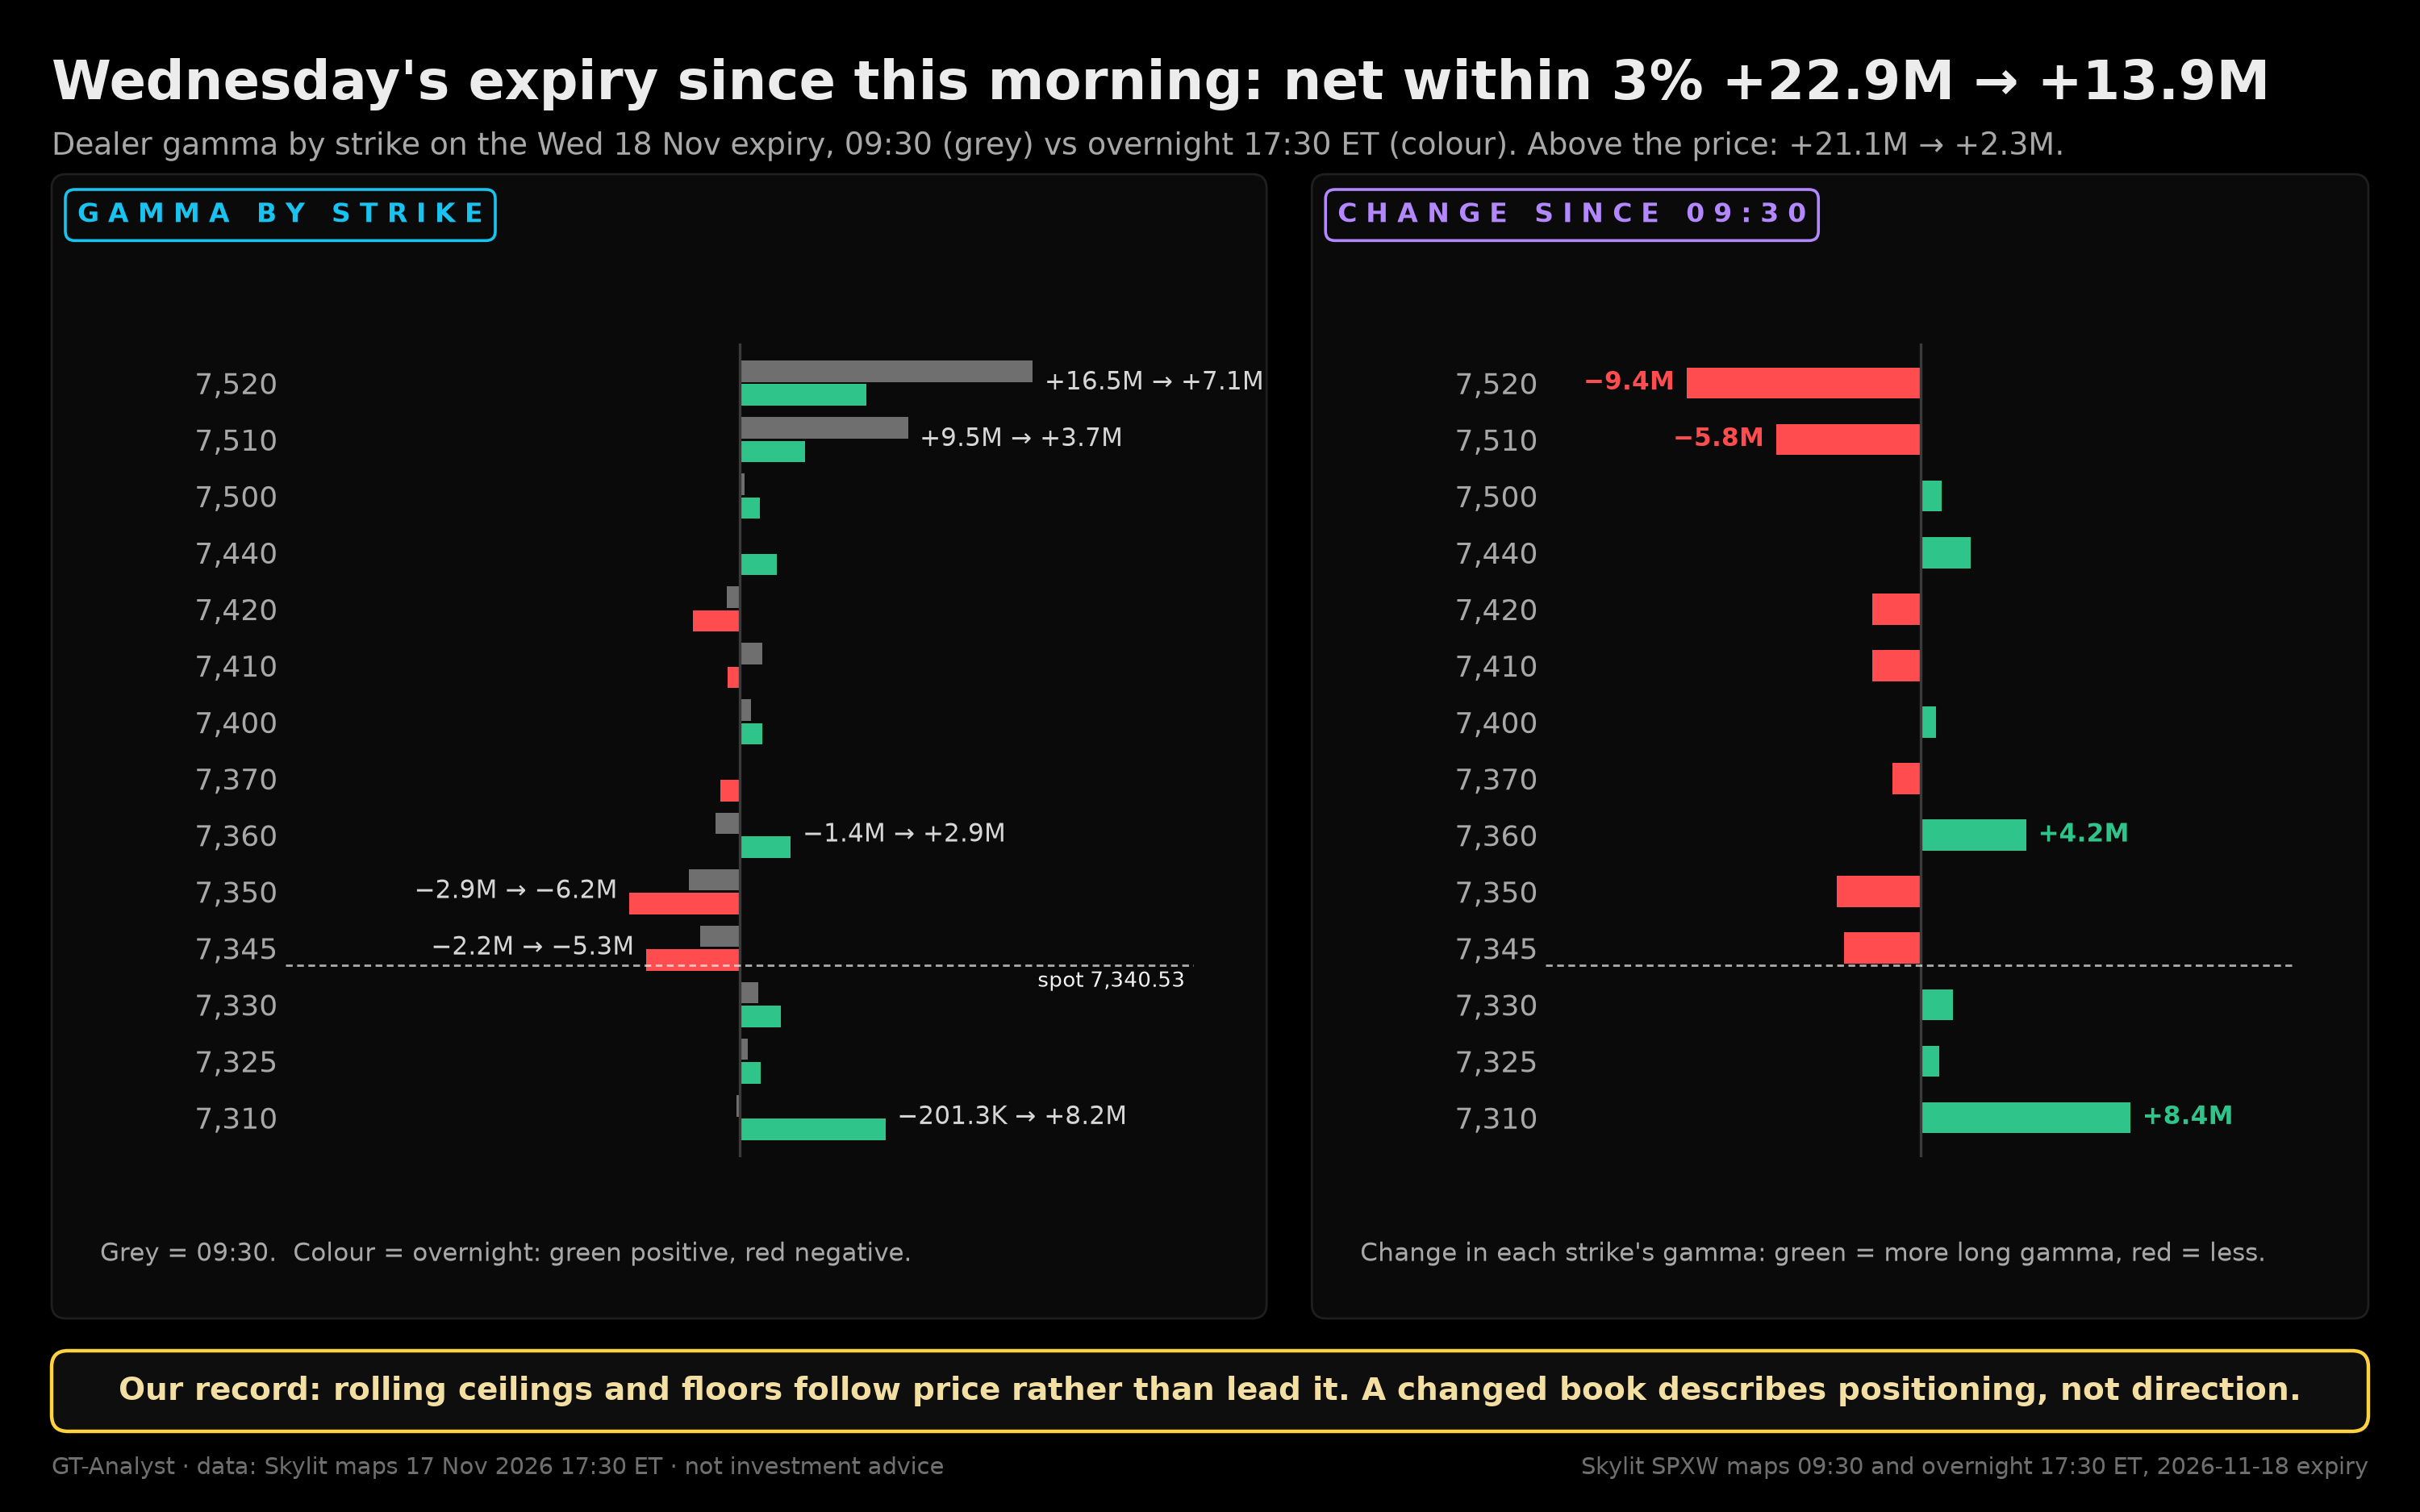 Wednesday's expiry since this morning: net within 3% +22.9M → +13.9M
Dealer gamma by strike on the Wed 18 Nov expiry, 09:30 (grey) vs overnight 17:30 ET (colour). Above the price: +21.1M → +2.3M.
GAMMA BY STRIKE
7,520 +16.5M → +7.1M
7,510 +9.5M → +3.7M
7,500
7,440
7,420
7,410
7,400
7,370
7,360 −1.4M → +2.9M
7,350 −2.9M → −6.2M
7,345 −2.2M → −5.3M
spot 7,340.53
7,330
7,325
7,310 −201.3K → +8.2M
Grey = 09:30. Colour = overnight: green positive, red negative.
CHANGE SINCE 09:30
7,520 −9.4M
7,510 −5.8M
7,500
7,440
7,420
7,410
7,400
7,370
7,360 +4.2M
7,350
7,345
7,330
7,325
7,310 +8.4M
Change in each strike's gamma: green = more long gamma, red = less.
Our record: rolling ceilings and floors follow price rather than lead it. A changed book describes positioning, not direction.
GT-Analyst · data: Skylit maps 17 Nov 2026 17:30 ET · not investment advice
Skylit SPXW maps 09:30 and overnight 17:30 ET, 2026-11-18 expiry